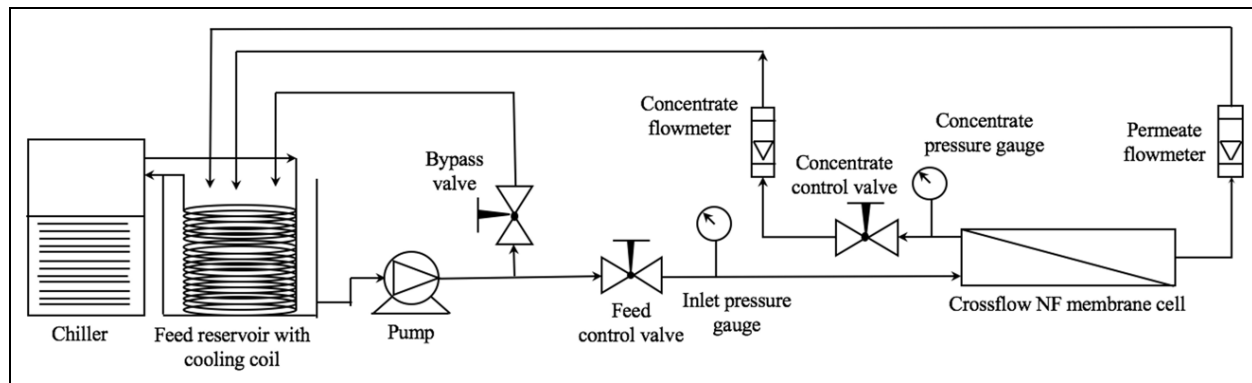 Concentrate
flowmeter
Concentrate
pressure gauge
Permeate
flowmeter
Bypass
valve
Concentrate
control valve
Chiller
Feed reservoir with
cooling coil
Pump
Feed
control valve
Inlet pressure
gauge
Crossflow NF membrane cell